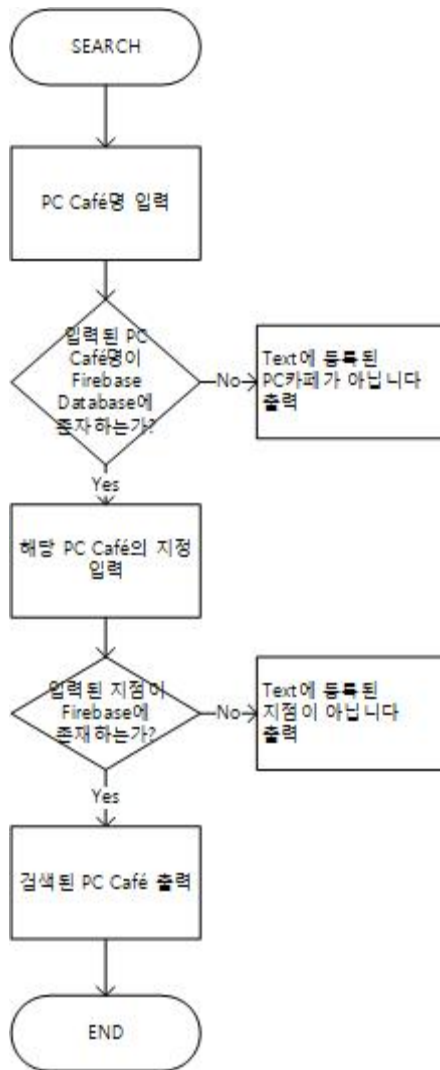 SEARCH
PC Café명 입력
입력된 PC
Café명이
Firebase
Database에
존자하는가?
No
Text에 등록된
PC카페가 아닙니다
출력
Yes
해당 PC Café의 지정
입력
입력된 지점이
Firebase에
존재하는가?
No
Text에 등록된
지점이 아닙니다
출력
Yes
검색된 PC Café 출력
END